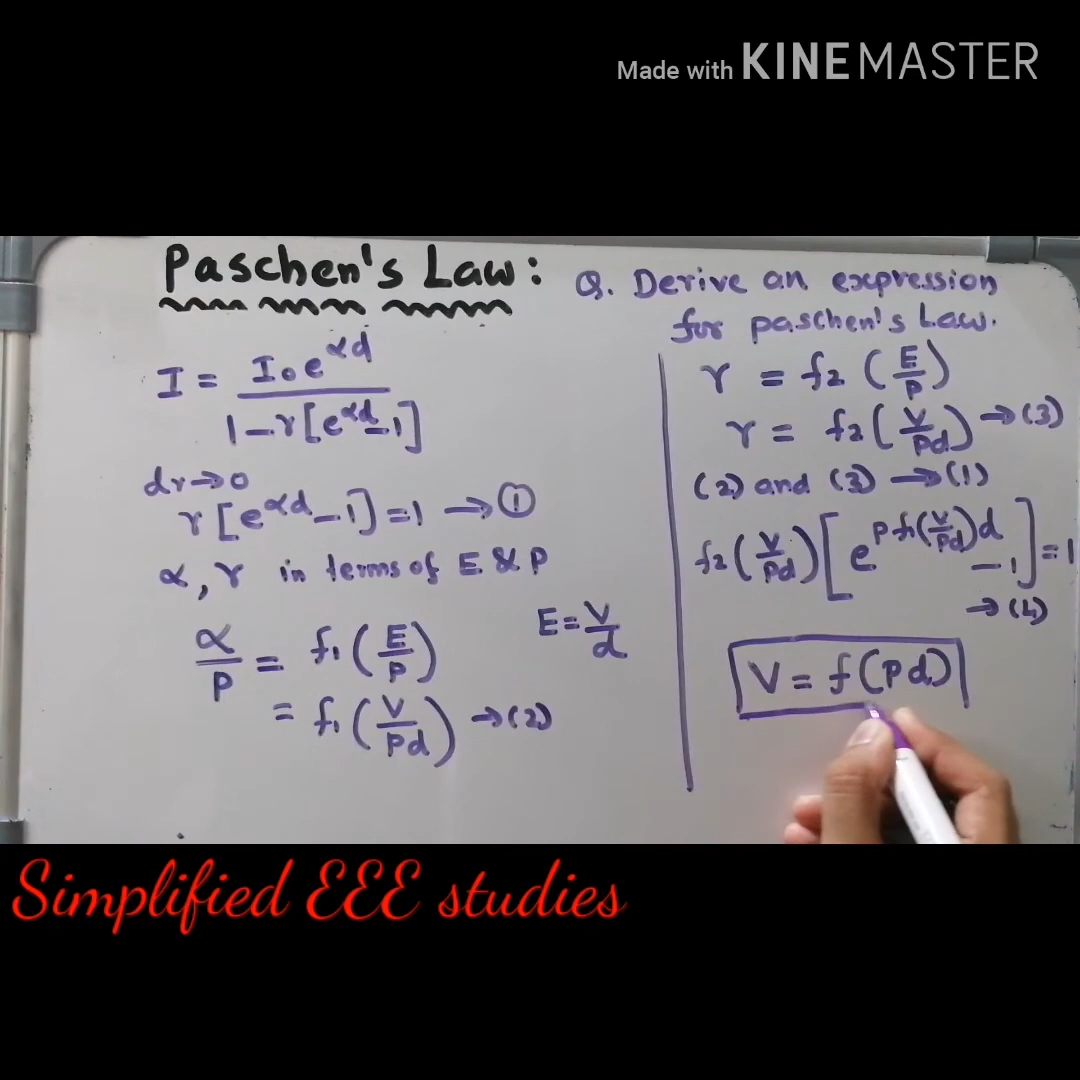 Made with KINEMASTER
Paschen's Law:
I = I₀e^αd / 1-γ[e^αd-1]
dr→0
γ[e^αd-1]=1 →①
α, γ in terms of E & P
α/P = f₁(E/P)
E=V/d
= f₁(V/Pd) →(2)
Q. Derive an expression
for paschen's Law.
γ = f₂(E/P)
γ = f₂(V/Pd) →(3)
(2) and (3) →(1)
f₂(V/Pd)[e^P f₁(V/Pd)d -1]=1
→(4)
V = f(Pd)
Simplified EEE studies